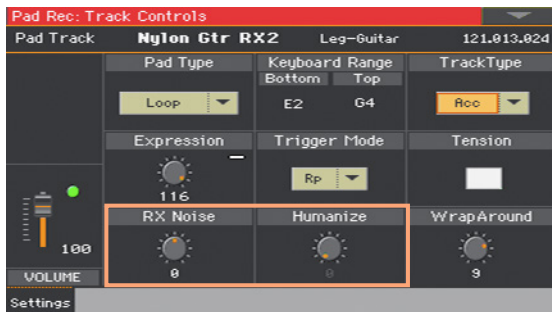 Pad Rec: Track Controls
Pad Track Nylon Gtr RX2 Leg-Guitar 121.013.024
Pad Type Keyboard Range TrackType
Bottom Top
Loop E2 G4 Acc
Expression Trigger Mode Tension
Rp
116
RX Noise Humanize WrapAround
100
0 0 9
VOLUME
Settings